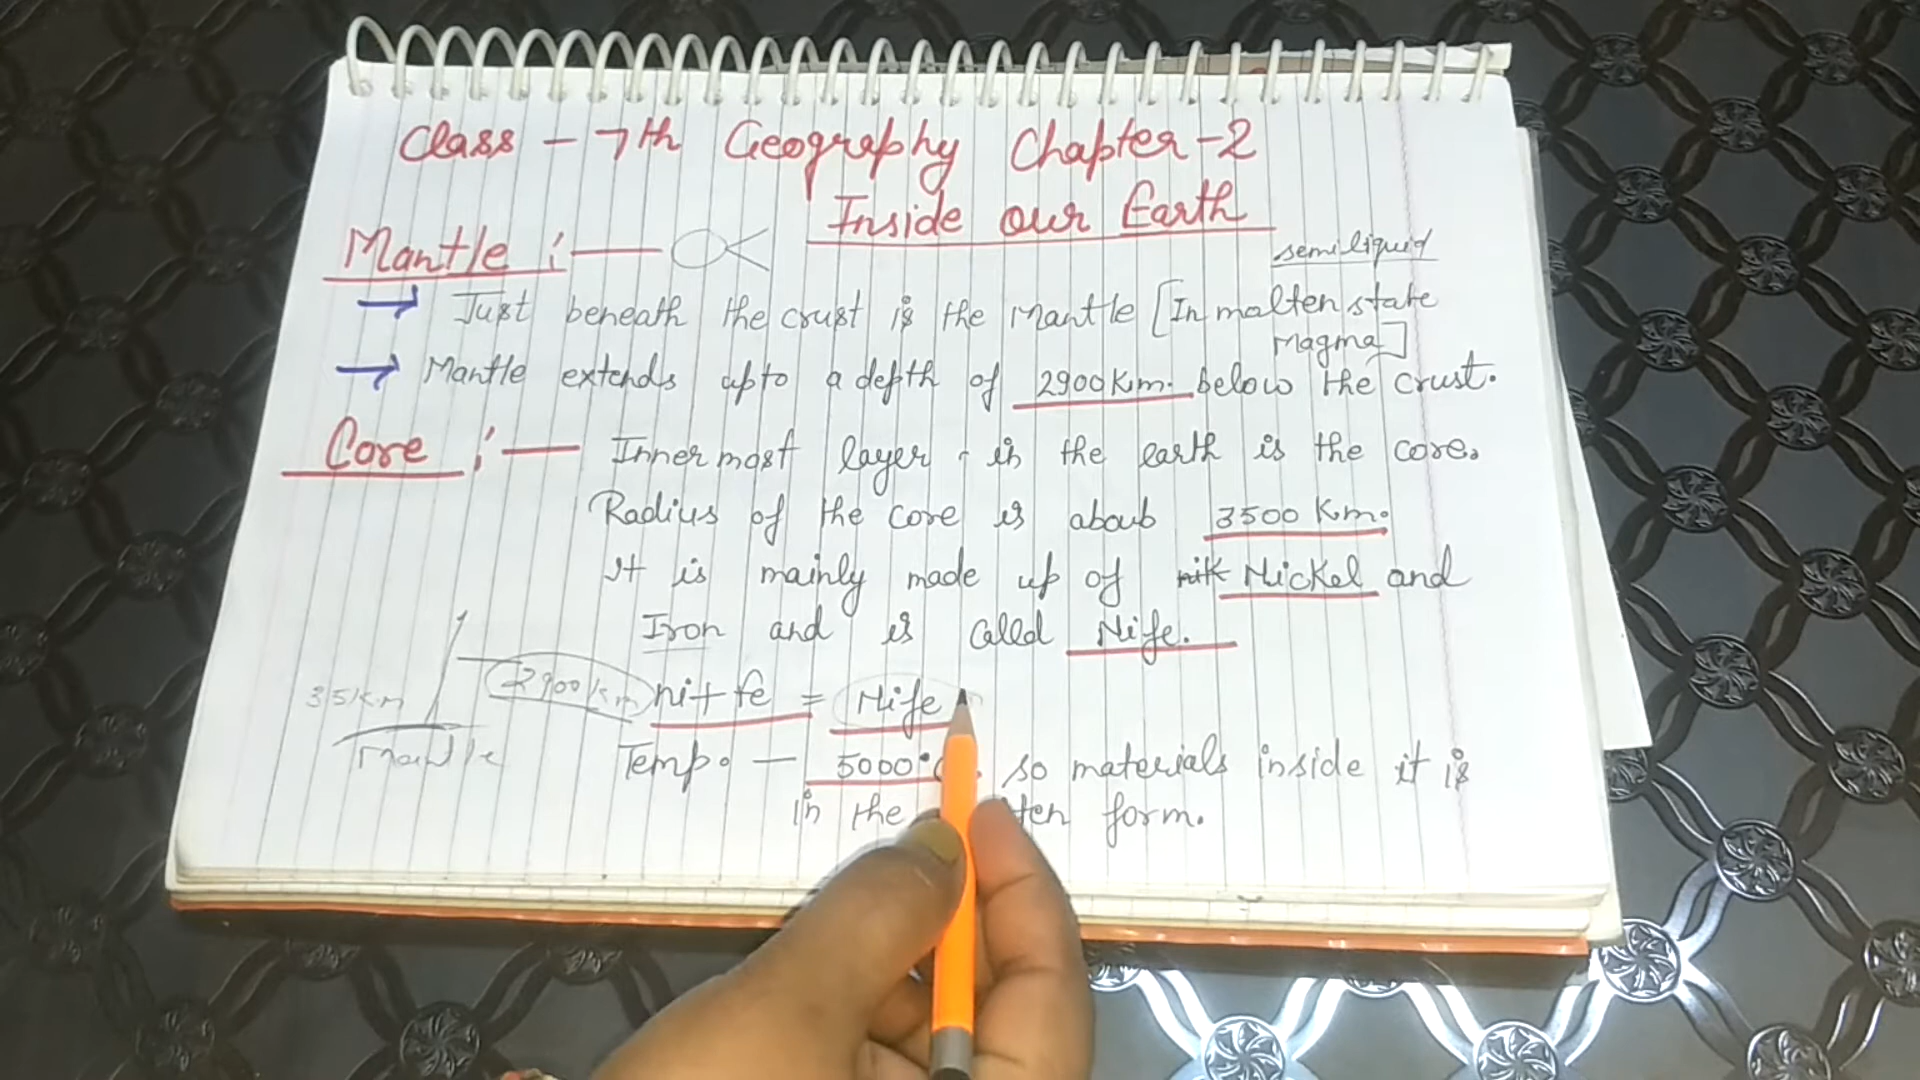 Class - 7th Geography Chapter-2
Inside our Earth
Mantle :—
semiliquid
→ Just beneath the crust is the Mantle [In malten state
Magma]
→ Mantle extends upto a depth of 2900 Km. below the crust.
Core :— Inner most layer in the earth is the core.
Radius of the core is about 3500 Km.
It is mainly made up of nik Nickel and
Iron and is called Nife.
35Km 2900 Km ni+fe = Nife
Mantle
Temp. — 5000°C. so materials inside it is
in the form.